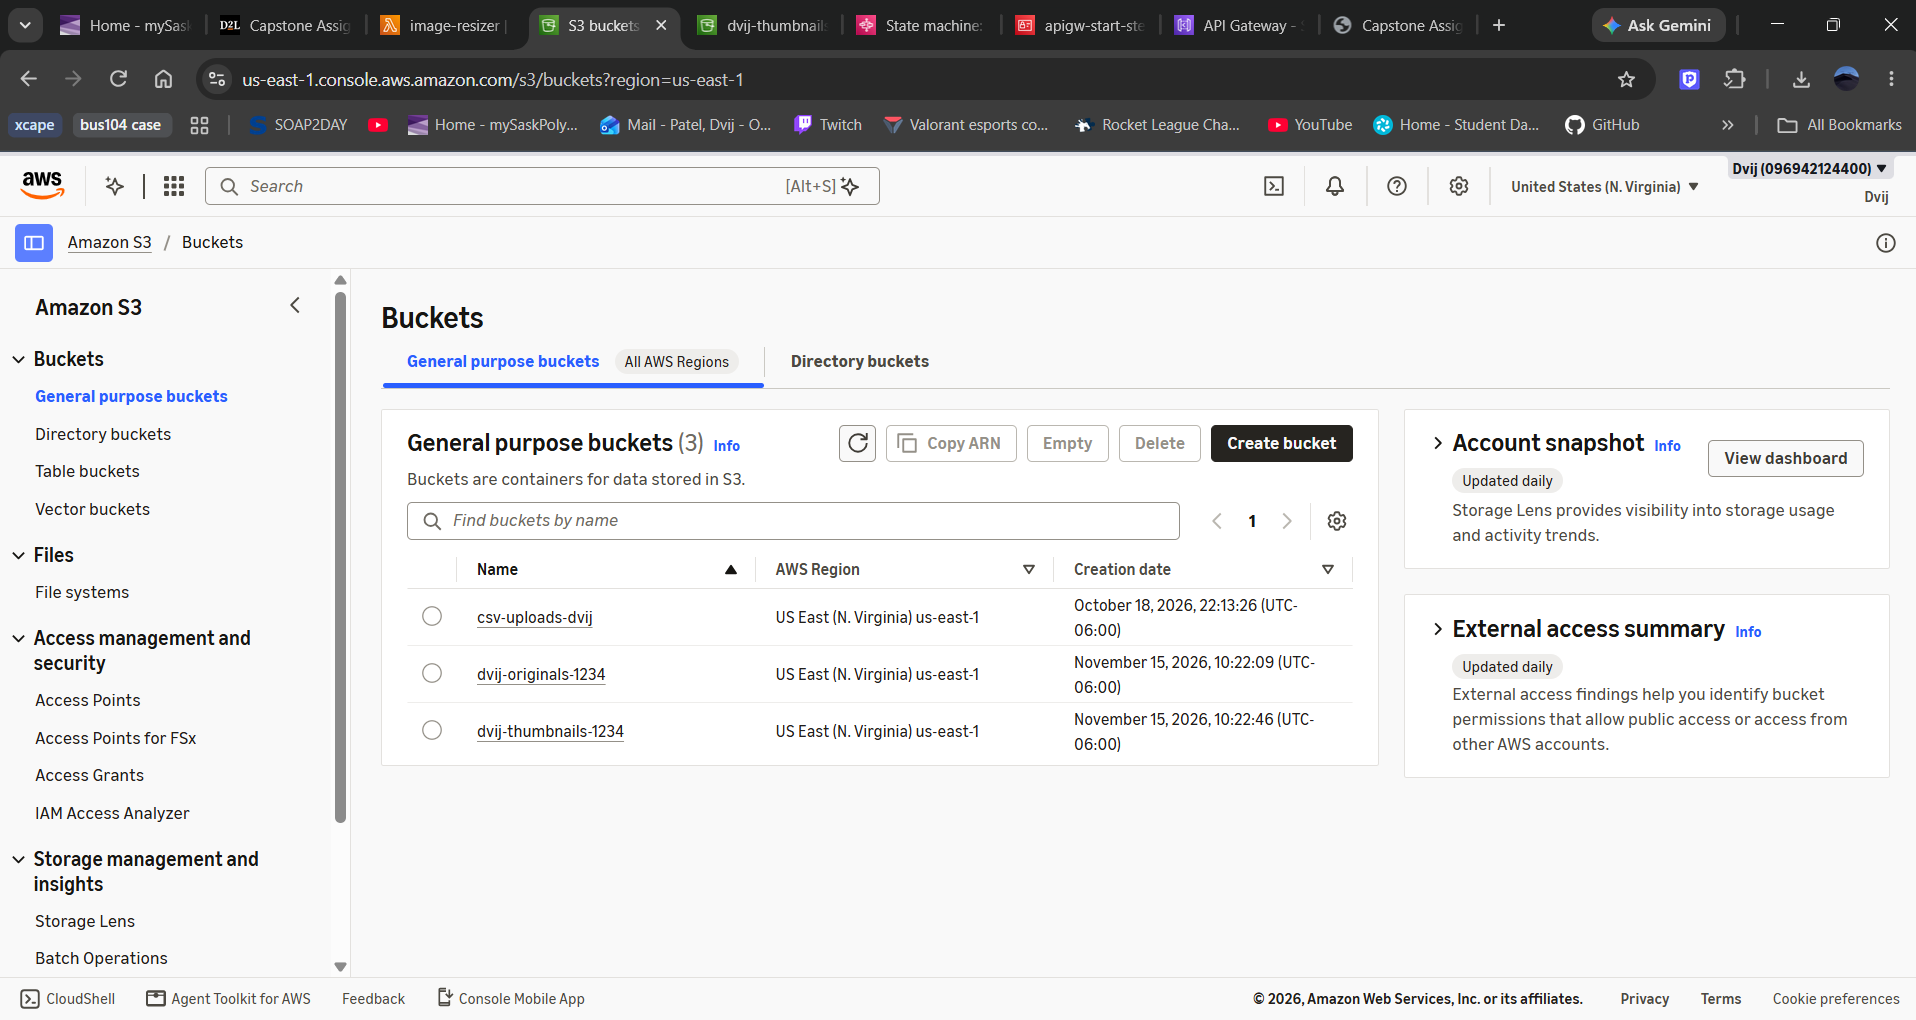 Home - mySask
D2L
Capstone Assig
image-resizer |
S3 buckets
dvij-thumbnails
State machine:
apigw-start-ste
API Gateway -
Capstone Assig
Ask Gemini
us-east-1.console.aws.amazon.com/s3/buckets?region=us-east-1
xcape
bus104 case
SOAP2DAY
Home - mySaskPoly...
Mail - Patel, Dvij - O...
Twitch
Valorant esports co...
Rocket League Cha...
YouTube
Home - Student Da...
GitHub
All Bookmarks
aws
Search
[Alt+S]
United States (N. Virginia)
Dvij (096942124400)
Dvij
Amazon S3 / Buckets
Amazon S3
Buckets
General purpose buckets
Directory buckets
Table buckets
Vector buckets
Files
File systems
Access management and
security
Access Points
Access Points for FSx
Access Grants
IAM Access Analyzer
Storage management and
insights
Storage Lens
Batch Operations
Buckets
General purpose buckets
All AWS Regions
Directory buckets
General purpose buckets (3) Info
Copy ARN
Empty
Delete
Create bucket
Buckets are containers for data stored in S3.
Find buckets by name
1
Name
AWS Region
Creation date
csv-uploads-dvij
US East (N. Virginia) us-east-1
October 18, 2026, 22:13:26 (UTC-
06:00)
dvij-originals-1234
US East (N. Virginia) us-east-1
November 15, 2026, 10:22:09 (UTC-
06:00)
dvij-thumbnails-1234
US East (N. Virginia) us-east-1
November 15, 2026, 10:22:46 (UTC-
06:00)
Account snapshot Info
View dashboard
Updated daily
Storage Lens provides visibility into storage usage
and activity trends.
External access summary Info
Updated daily
External access findings help you identify bucket
permissions that allow public access or access from
other AWS accounts.
CloudShell
Agent Toolkit for AWS
Feedback
Console Mobile App
© 2026, Amazon Web Services, Inc. or its affiliates.
Privacy
Terms
Cookie preferences